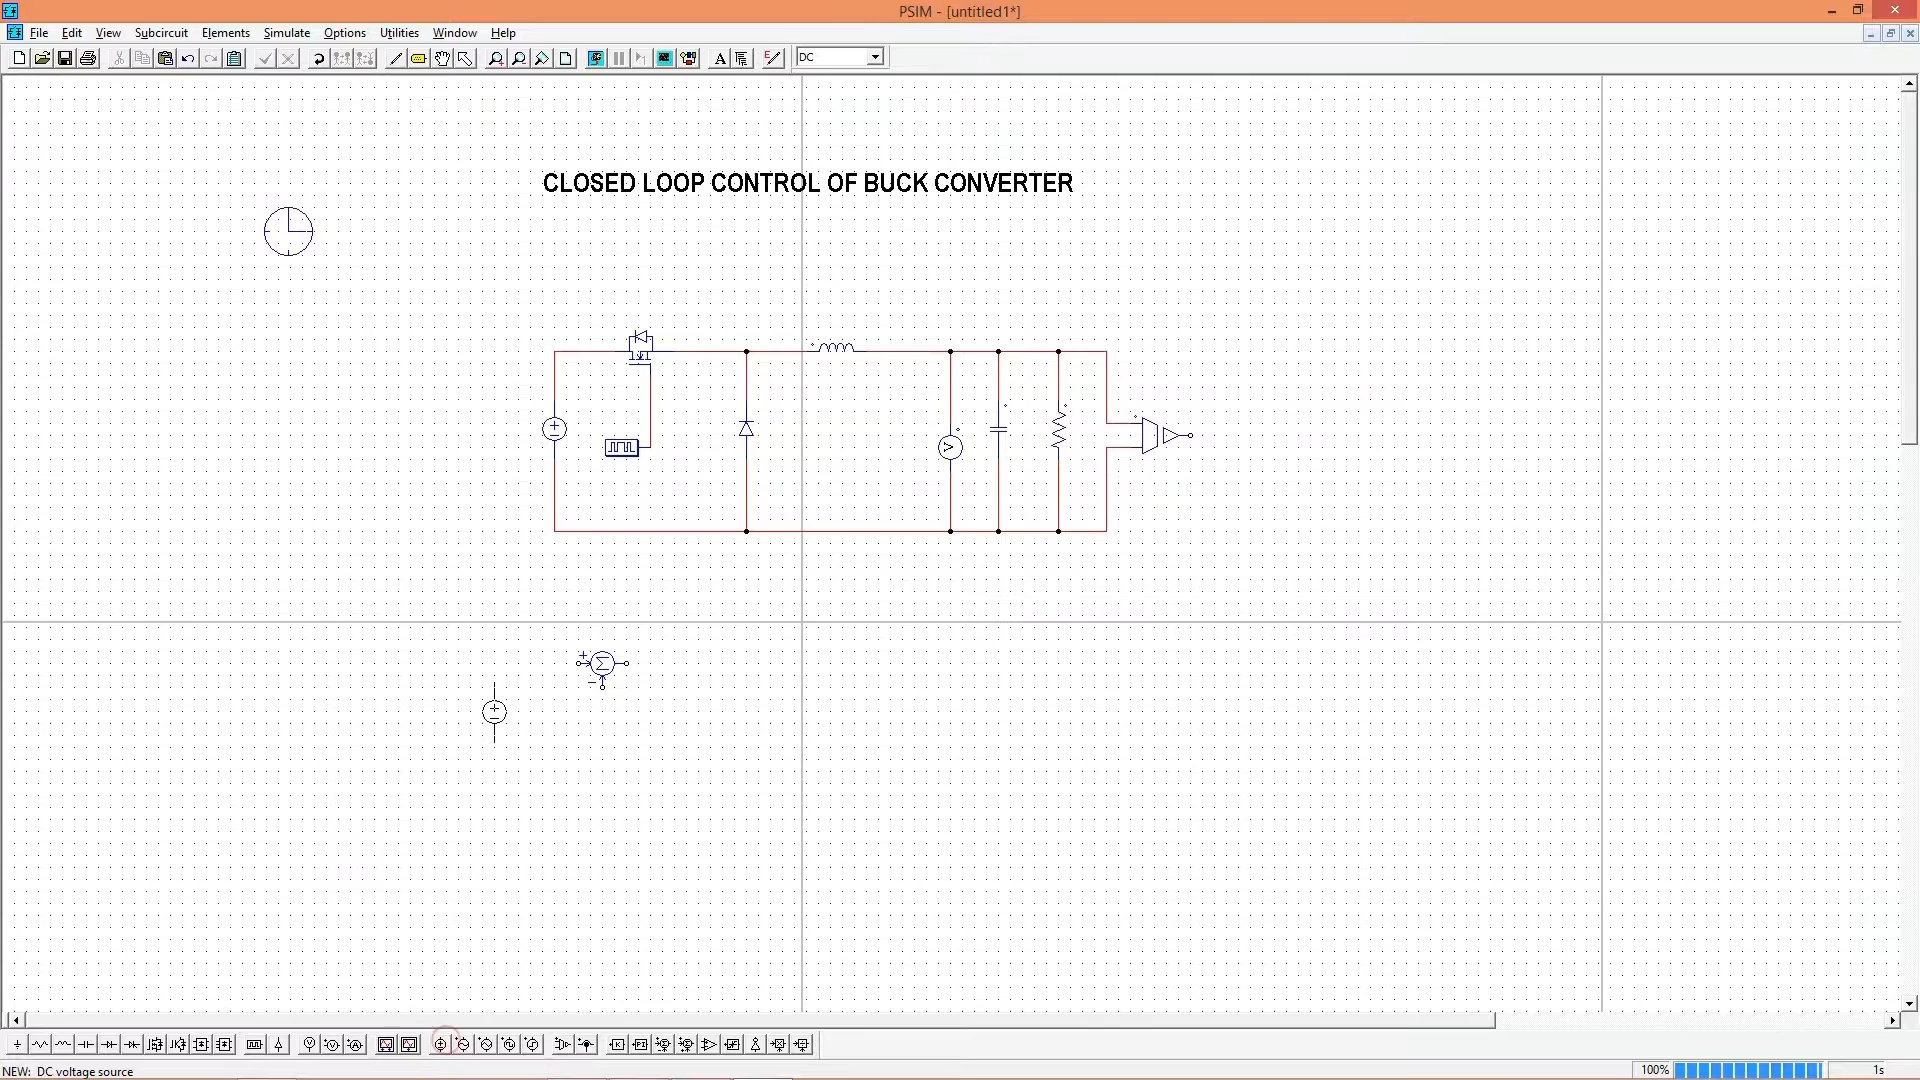 PSIM - [untitled1*]
File Edit View Subcircuit Elements Simulate Options Utilities Window Help
DC
CLOSED LOOP CONTROL OF BUCK CONVERTER
NEW: DC voltage source
100%
1s